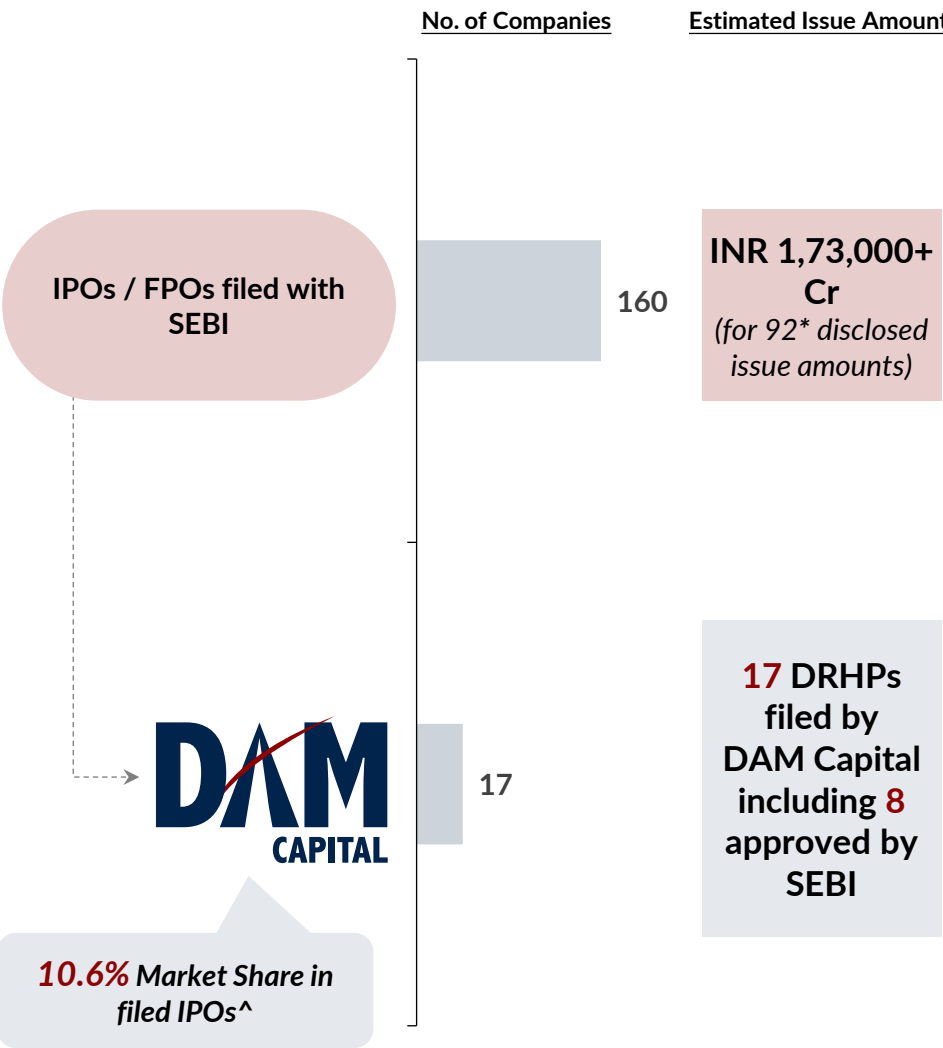 No. of Companies
Estimated Issue Amount
IPOs / FPOs filed with
SEBI
160
INR 1,73,000+
Cr
(for 92* disclosed
issue amounts)
DAM
CAPITAL
17
17 DRHPs
filed by
DAM Capital
including 8
approved by
SEBI
10.6% Market Share in
filed IPOs^